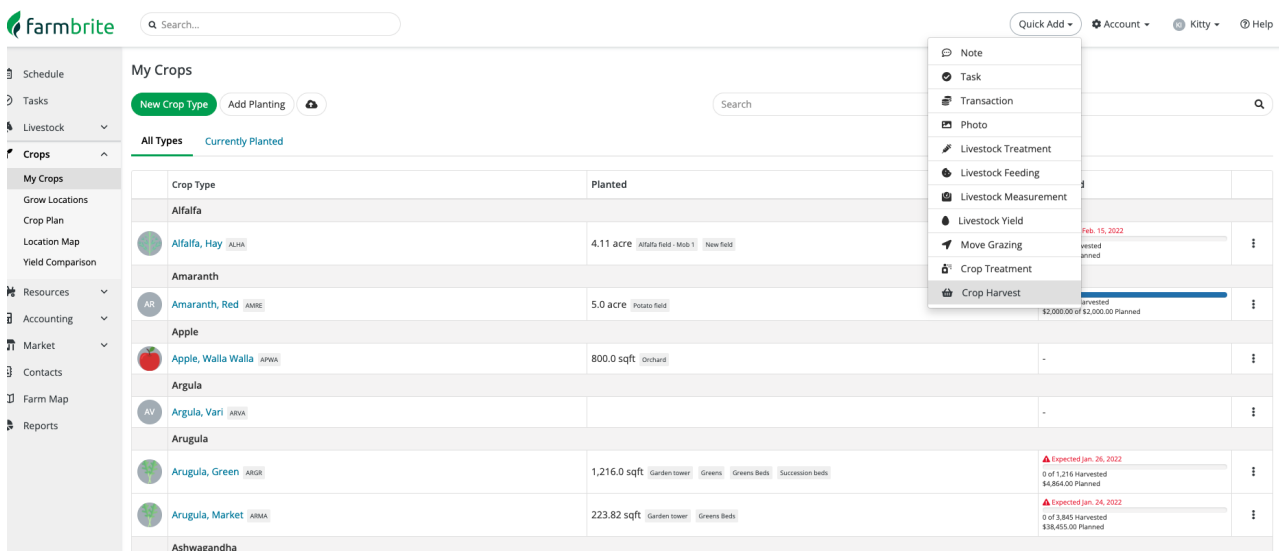 farmbrite
Search...
Quick Add
Account
KI
Kitty
Help
Schedule
Tasks
Livestock
Crops
My Crops
Grow Locations
Crop Plan
Location Map
Yield Comparison
Resources
Accounting
Market
Contacts
Farm Map
Reports
My Crops
New Crop Type
Add Planting
Search
All Types
Currently Planted
Note
Task
Transaction
Photo
Livestock Treatment
Livestock Feeding
Livestock Measurement
Livestock Yield
Move Grazing
Crop Treatment
Crop Harvest
Crop Type
Planted
Alfalfa
Alfalfa, Hay ALHA
4.11 acre Alfalfa field - Mob 1 New field
Feb. 15, 2022
Amaranth
AR Amaranth, Red AMRE
5.0 acre Potato field
$2,000.00 of $2,000.00 Planned
Apple
Apple, Walla Walla APWA
800.0 sqft Orchard
-
Argula
AV Argula, Vari ARVA
-
Arugula
Arugula, Green ARGR
1,216.0 sqft Garden tower Greens Greens Beds Succession beds
Expected Jan. 26, 2022
0 of 1,216 Harvested
$4,864.00 Planned
Arugula, Market ARMA
223.82 sqft Garden tower Greens Beds
Expected Jan. 24, 2022
0 of 3,845 Harvested
$38,455.00 Planned
Ashwagandha